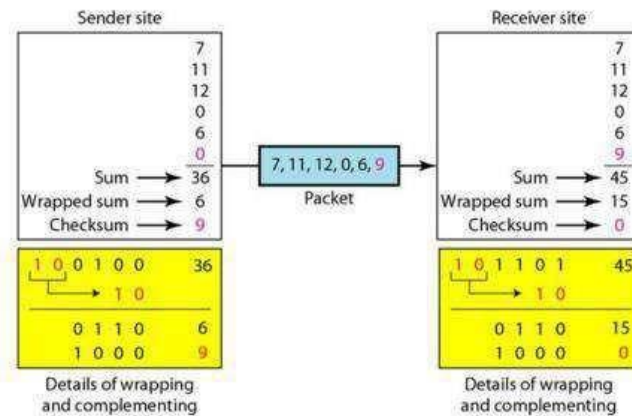 Sender site
7
11
12
0
6
0
Sum 36
Wrapped sum 6
Checksum 9
1 0 0 1 0 0 36
1 0
0 1 1 0 6
1 0 0 0 9
Details of wrapping
and complementing
7, 11, 12, 0, 6, 9
Packet
Receiver site
7
11
12
0
6
9
Sum 45
Wrapped sum 15
Checksum 0
1 0 1 1 0 1 45
1 0
0 1 1 0 15
1 0 0 0 0
Details of wrapping
and complementing